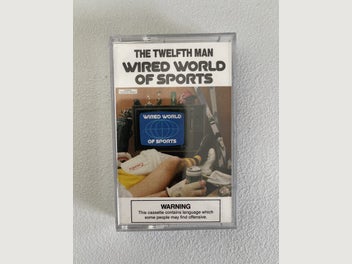 THE TWELFTH MAN
WIRED WORLD
OF SPORTS
WIRED WORLD
OF SPORTS
WARNING
This cassette contains language which
some people may find offensive.